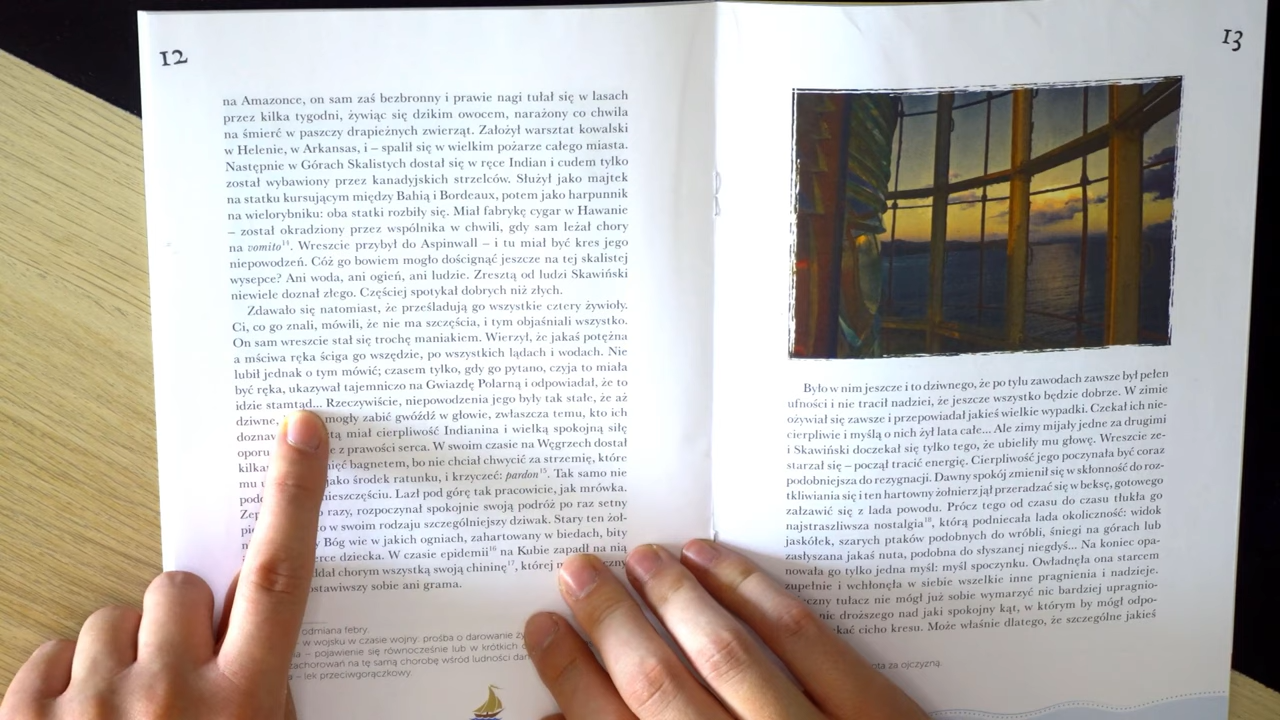 12
na Amazonce, on sam zaś bezbronny i prawie nagi tułał się w lasach
przez kilka tygodni, żywiąc się dzikim owocem, narażony co chwila
na śmierć w paszczy drapieżnych zwierząt. Założył warsztat kowalski
w Helenie, w Arkansas, i – spalił się w wielkim pożarze całego miasta.
Następnie w Górach Skalistych dostał się w ręce Indian i cudem tylko
został wybawiony przez kanadyjskich strzelców. Służył jako majtek
na statku kursującym między Bahią i Bordeaux, potem jako harpunnik
na wielorybniku: oba statki rozbiły się. Miał fabrykę cygar w Hawanie
– został okradziony przez wspólnika w chwili, gdy sam leżał chory
na vomito¹⁴. Wreszcie przybył do Aspinwall – i tu miał być kres jego
niepowodzeń. Cóż go bowiem mogło doścignąć jeszcze na tej skalistej
wysepce? Ani woda, ani ogień, ani ludzie. Zresztą od ludzi Skawiński
niewiele doznał złego. Częściej spotykał dobrych niż złych.
Zdawało się natomiast, że prześladują go wszystkie cztery żywioły.
Ci, co go znali, mówili, że nie ma szczęścia, i tym objaśniali wszystko.
On sam wreszcie stał się trochę maniakiem. Wierzył, że jakaś potężna
a mściwa ręka ściga go wszędzie, po wszystkich lądach i wodach. Nie
lubił jednak o tym mówić; czasem tylko, gdy go pytano, czyja to miała
być ręka, ukazywał tajemniczo na Gwiazdę Polarną i odpowiadał, że to
idzie stamtąd... Rzeczywiście, niepowodzenia jego były tak stałe, że aż
dziwne, mogły zabić gwóźdź w głowie, zwłaszcza temu, kto ich
miał cierpliwość Indianina i wielką spokojną siłę
oporu z prawości serca. W swoim czasie na Węgrzech dostał
bagnetem, bo nie chciał chwycić za strzemię, które
mu jako środek ratunku, i krzyczeć: pardon¹⁵. Tak samo nie
Lazł pod górę tak pracowicie, jak mrówka.
razy, rozpoczynał spokojnie swoją podróż po raz setny
w swoim rodzaju szczególniejszy dziwak. Stary ten żoł-
Bóg wie w jakich ogniach, zahartowany w biedach, bity
dziecka. W czasie epidemii¹⁶ na Kubie zapadł na nią
chorym wszystką swoją chininę¹⁷, której
sobie ani grama.
odmiana febry.
– w wojsku w czasie wojny: prośba o darowanie
– pojawienie się równocześnie lub w krótkich
zachorowań na tę samą chorobę wśród ludności
– lek przeciwgorączkowy.
13
Było w nim jeszcze i to dziwnego, że po tylu zawodach zawsze był pełen
ufności i nie tracił nadziei, że jeszcze wszystko będzie dobrze. W zimie
ożywiał się zawsze i przepowiadał jakieś wielkie wypadki. Czekał ich nie-
cierpliwie i myślą o nich żył lata całe... Ale zimy mijały jedne za drugimi
i Skawiński doczekał się tylko tego, że ubieliły mu głowę. Wreszcie ze-
starzał się – począł tracić energię. Cierpliwość jego poczynała być coraz
podobniejsza do rezygnacji. Dawny spokój zmienił się w skłonność do roz-
tkliwiania się i ten hartowny żołnierz jął przeradzać się w beksę, gotowego
załzawić się z lada powodu. Prócz tego od czasu do czasu tłukła go
najstraszliwsza nostalgia¹⁸, którą podniecała lada okoliczność: widok
jaskółek, szarych ptaków podobnych do wróbli, śniegi na górach lub
zasłyszana jakaś nuta, podobna do słyszanej niegdyś... Na koniec opa-
nowała go tylko jedna myśl: myśl spoczynku. Owładnęła ona starcem
zupełnie i wchłonęła w siebie wszelkie inne pragnienia i nadzieje.
tułacz nie mógł już sobie wymarzyć nic bardziej upragnio-
nic droższego nad jaki spokojny kąt, w którym by mógł odpo-
cicho kresu. Może właśnie dlatego, że szczególne jakieś
za ojczyzną.